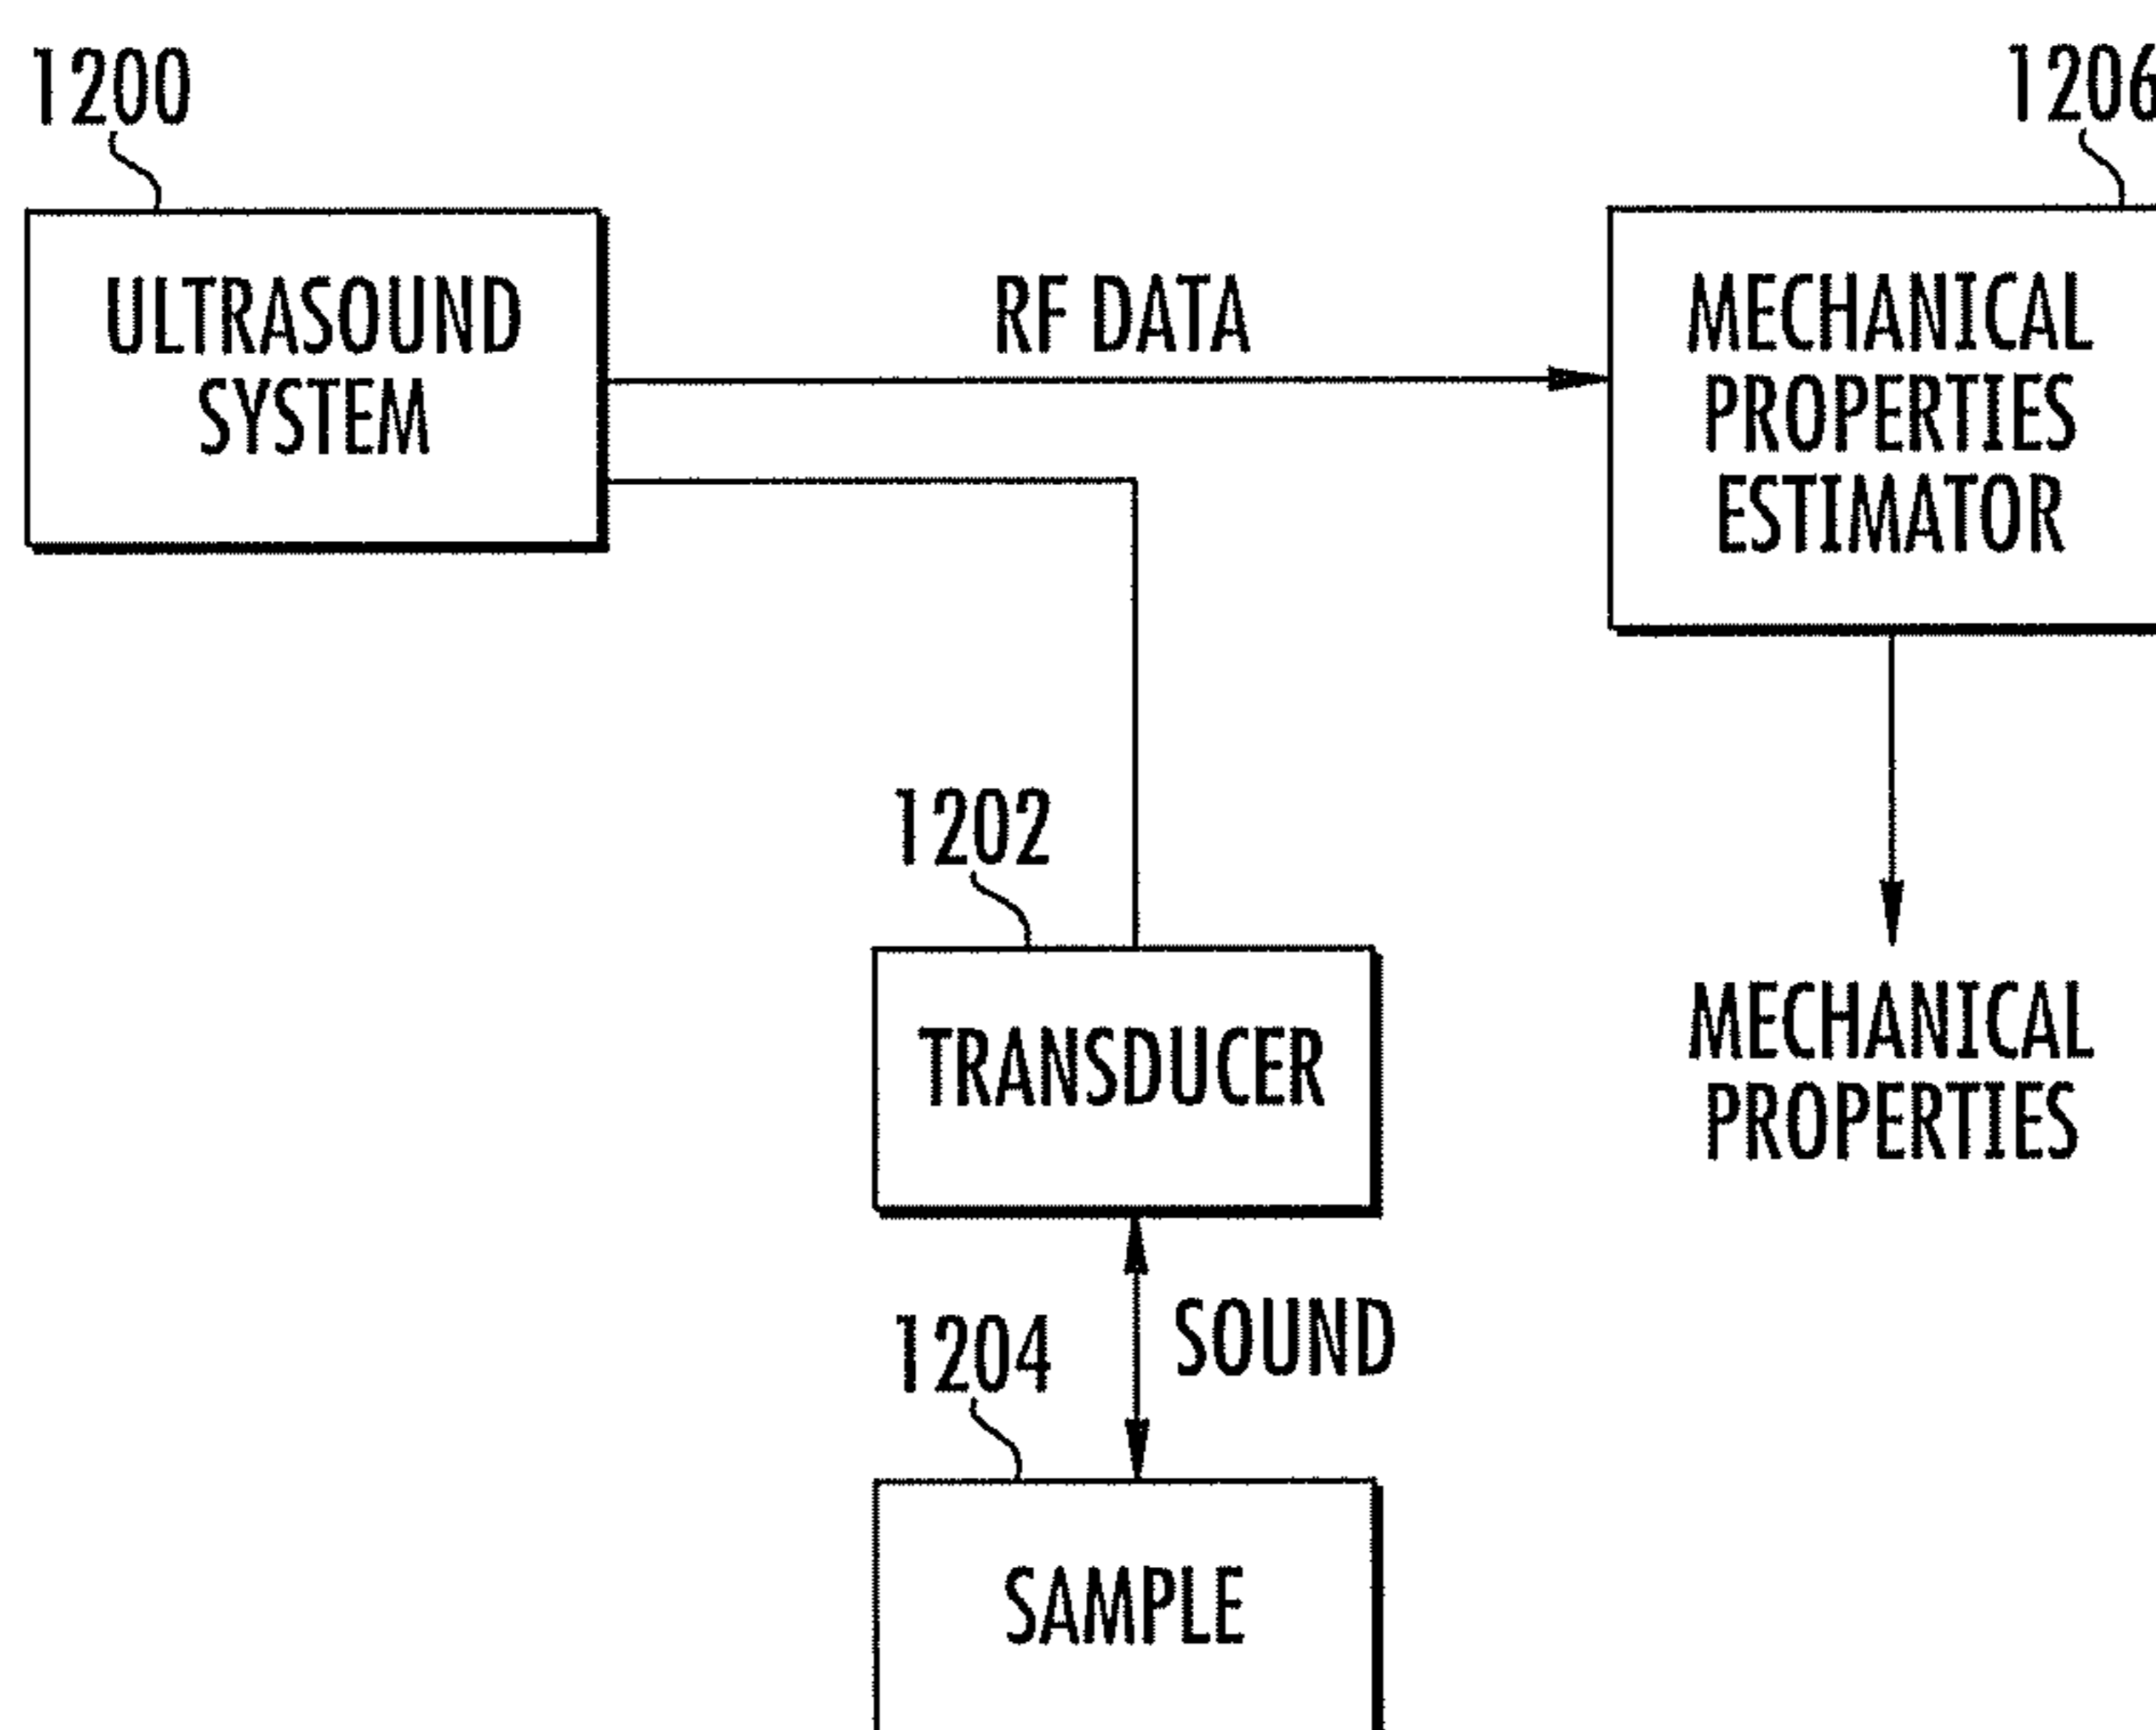 1200
1206
ULTRASOUND
SYSTEM
RF DATA
MECHANICAL
PROPERTIES
ESTIMATOR
1202
TRANSDUCER
MECHANICAL
PROPERTIES
1204
SOUND
SAMPLE